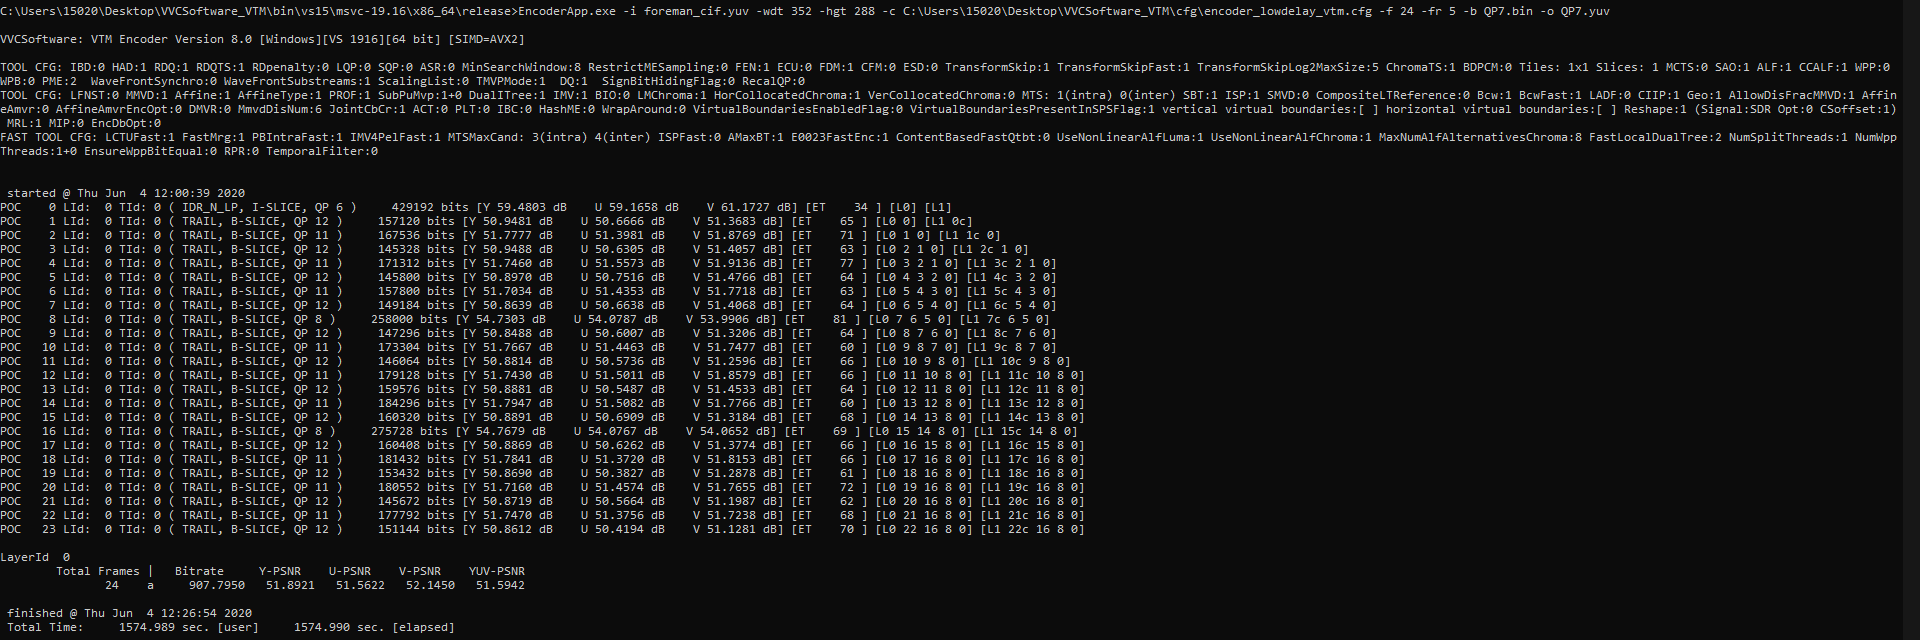 C:\Users\15020\Desktop\VVCSoftware_VTM\bin\vs15\msvc-19.16\x86_64\release>EncoderApp.exe -i foreman_cif.yuv -wdt 352 -hgt 288 -c C:\Users\15020\Desktop\VVCSoftware_VTM\cfg\encoder_lowdelay_vtm.cfg -f 24 -fr 5 -b QP7.bin -o QP7.yuv
VVCSoftware: VTM Encoder Version 8.0 [Windows][VS 1916][64 bit] [SIMD=AVX2]
TOOL CFG: IBD:0 HAD:1 RDQ:1 RDQTS:1 RDpenalty:0 LQP:0 SQP:0 ASR:0 MinSearchWindow:8 RestrictMESampling:0 FEN:1 ECU:0 FDM:1 CFM:0 ESD:0 TransformSkip:1 TransformSkipFast:1 TransformSkipLog2MaxSize:5 ChromaTS:1 BDPCM:0 Tiles: 1x1 Slices: 1 MCTS:0 SAO:1 ALF:1 CCALF:1 WPP:0
WPB:0 PME:2  WaveFrontSynchro:0 WaveFrontSubstreams:1 ScalingList:0 TMVPMode:1  DQ:1  SignBitHidingFlag:0 RecalQP:0
TOOL CFG: LFNST:0 MMVD:1 Affine:1 AffineType:1 PROF:1 SubPuMvp:1+0 DualITree:1 IMV:1 BIO:0 LMChroma:1 HorCollocatedChroma:1 VerCollocatedChroma:0 MTS: 1(intra) 0(inter) SBT:1 ISP:1 SMVD:0 CompositeLTReference:0 Bcw:1 BcwFast:1 LADF:0 CIIP:1 Geo:1 AllowDisFracMMVD:1 Affin
eAmvr:0 AffineAmvrEncOpt:0 DMVR:0 MmvdDisNum:6 JointCbCr:1 ACT:0 PLT:0 IBC:0 HashME:0 WrapAround:0 VirtualBoundariesEnabledFlag:0 VirtualBoundariesPresentInSPSFlag:1 vertical virtual boundaries:[ ] horizontal virtual boundaries:[ ] Reshape:1 (Signal:SDR Opt:0 CSoffset:1)
MRL:1 MIP:0 EncDbOpt:0
FAST TOOL CFG: LCTUFast:1 FastMrg:1 PBIntraFast:1 IMV4PelFast:1 MTSMaxCand: 3(intra) 4(inter) ISPFast:0 AMaxBT:1 E0023FastEnc:1 ContentBasedFastQtbt:0 UseNonLinearAlfLuma:1 UseNonLinearAlfChroma:1 MaxNumAlfAlternativesChroma:8 FastLocalDualTree:2 NumSplitThreads:1 NumWpp
Threads:1+0 EnsureWppBitEqual:0 RPR:0 TemporalFilter:0
started @ Thu Jun  4 12:00:39 2020
POC    0 LId:  0 TId: 0 ( IDR_N_LP, I-SLICE, QP 6 )     429192 bits [Y 59.4803 dB    U 59.1658 dB    V 61.1727 dB] [ET    34 ] [L0] [L1]
POC    1 LId:  0 TId: 0 ( TRAIL, B-SLICE, QP 12 )     157120 bits [Y 50.9481 dB    U 50.6666 dB    V 51.3683 dB] [ET    65 ] [L0 0] [L1 0c]
POC    2 LId:  0 TId: 0 ( TRAIL, B-SLICE, QP 11 )     167536 bits [Y 51.7777 dB    U 51.3981 dB    V 51.8769 dB] [ET    71 ] [L0 1 0] [L1 1c 0]
POC    3 LId:  0 TId: 0 ( TRAIL, B-SLICE, QP 12 )     145328 bits [Y 50.9488 dB    U 50.6305 dB    V 51.4057 dB] [ET    63 ] [L0 2 1 0] [L1 2c 1 0]
POC    4 LId:  0 TId: 0 ( TRAIL, B-SLICE, QP 11 )     171312 bits [Y 51.7460 dB    U 51.5573 dB    V 51.9136 dB] [ET    77 ] [L0 3 2 1 0] [L1 3c 2 1 0]
POC    5 LId:  0 TId: 0 ( TRAIL, B-SLICE, QP 12 )     145800 bits [Y 50.8970 dB    U 50.7516 dB    V 51.4766 dB] [ET    64 ] [L0 4 3 2 0] [L1 4c 3 2 0]
POC    6 LId:  0 TId: 0 ( TRAIL, B-SLICE, QP 11 )     157800 bits [Y 51.7034 dB    U 51.4353 dB    V 51.7718 dB] [ET    63 ] [L0 5 4 3 0] [L1 5c 4 3 0]
POC    7 LId:  0 TId: 0 ( TRAIL, B-SLICE, QP 12 )     149184 bits [Y 50.8639 dB    U 50.6638 dB    V 51.4068 dB] [ET    64 ] [L0 6 5 4 0] [L1 6c 5 4 0]
POC    8 LId:  0 TId: 0 ( TRAIL, B-SLICE, QP 8 )     258000 bits [Y 54.7303 dB    U 54.0787 dB    V 53.9906 dB] [ET    81 ] [L0 7 6 5 0] [L1 7c 6 5 0]
POC    9 LId:  0 TId: 0 ( TRAIL, B-SLICE, QP 12 )     147296 bits [Y 50.8488 dB    U 50.6007 dB    V 51.3206 dB] [ET    64 ] [L0 8 7 6 0] [L1 8c 7 6 0]
POC   10 LId:  0 TId: 0 ( TRAIL, B-SLICE, QP 11 )     173304 bits [Y 51.7667 dB    U 51.4463 dB    V 51.7477 dB] [ET    60 ] [L0 9 8 7 0] [L1 9c 8 7 0]
POC   11 LId:  0 TId: 0 ( TRAIL, B-SLICE, QP 12 )     146064 bits [Y 50.8814 dB    U 50.5736 dB    V 51.2596 dB] [ET    66 ] [L0 10 9 8 0] [L1 10c 9 8 0]
POC   12 LId:  0 TId: 0 ( TRAIL, B-SLICE, QP 11 )     179128 bits [Y 51.7430 dB    U 51.5011 dB    V 51.8579 dB] [ET    66 ] [L0 11 10 8 0] [L1 11c 10 8 0]
POC   13 LId:  0 TId: 0 ( TRAIL, B-SLICE, QP 12 )     159576 bits [Y 50.8881 dB    U 50.5487 dB    V 51.4533 dB] [ET    64 ] [L0 12 11 8 0] [L1 12c 11 8 0]
POC   14 LId:  0 TId: 0 ( TRAIL, B-SLICE, QP 11 )     184296 bits [Y 51.7947 dB    U 51.5082 dB    V 51.7766 dB] [ET    60 ] [L0 13 12 8 0] [L1 13c 12 8 0]
POC   15 LId:  0 TId: 0 ( TRAIL, B-SLICE, QP 12 )     160320 bits [Y 50.8891 dB    U 50.6909 dB    V 51.3184 dB] [ET    68 ] [L0 14 13 8 0] [L1 14c 13 8 0]
POC   16 LId:  0 TId: 0 ( TRAIL, B-SLICE, QP 8 )     275728 bits [Y 54.7679 dB    U 54.0767 dB    V 54.0652 dB] [ET    69 ] [L0 15 14 8 0] [L1 15c 14 8 0]
POC   17 LId:  0 TId: 0 ( TRAIL, B-SLICE, QP 12 )     160408 bits [Y 50.8869 dB    U 50.6262 dB    V 51.3774 dB] [ET    66 ] [L0 16 15 8 0] [L1 16c 15 8 0]
POC   18 LId:  0 TId: 0 ( TRAIL, B-SLICE, QP 11 )     181432 bits [Y 51.7841 dB    U 51.3720 dB    V 51.8153 dB] [ET    66 ] [L0 17 16 8 0] [L1 17c 16 8 0]
POC   19 LId:  0 TId: 0 ( TRAIL, B-SLICE, QP 12 )     153432 bits [Y 50.8690 dB    U 50.3827 dB    V 51.2878 dB] [ET    61 ] [L0 18 16 8 0] [L1 18c 16 8 0]
POC   20 LId:  0 TId: 0 ( TRAIL, B-SLICE, QP 11 )     180552 bits [Y 51.7160 dB    U 51.4574 dB    V 51.7655 dB] [ET    72 ] [L0 19 16 8 0] [L1 19c 16 8 0]
POC   21 LId:  0 TId: 0 ( TRAIL, B-SLICE, QP 12 )     145672 bits [Y 50.8719 dB    U 50.5664 dB    V 51.1987 dB] [ET    62 ] [L0 20 16 8 0] [L1 20c 16 8 0]
POC   22 LId:  0 TId: 0 ( TRAIL, B-SLICE, QP 11 )     177792 bits [Y 51.7470 dB    U 51.3756 dB    V 51.7238 dB] [ET    68 ] [L0 21 16 8 0] [L1 21c 16 8 0]
POC   23 LId:  0 TId: 0 ( TRAIL, B-SLICE, QP 12 )     151144 bits [Y 50.8612 dB    U 50.4194 dB    V 51.1281 dB] [ET    70 ] [L0 22 16 8 0] [L1 22c 16 8 0]
LayerId  0
Total Frames |   Bitrate     Y-PSNR    U-PSNR    V-PSNR    YUV-PSNR
24    a     907.7950   51.8921   51.5622   52.1450   51.5942
finished @ Thu Jun  4 12:26:54 2020
Total Time:     1574.989 sec. [user]     1574.990 sec. [elapsed]